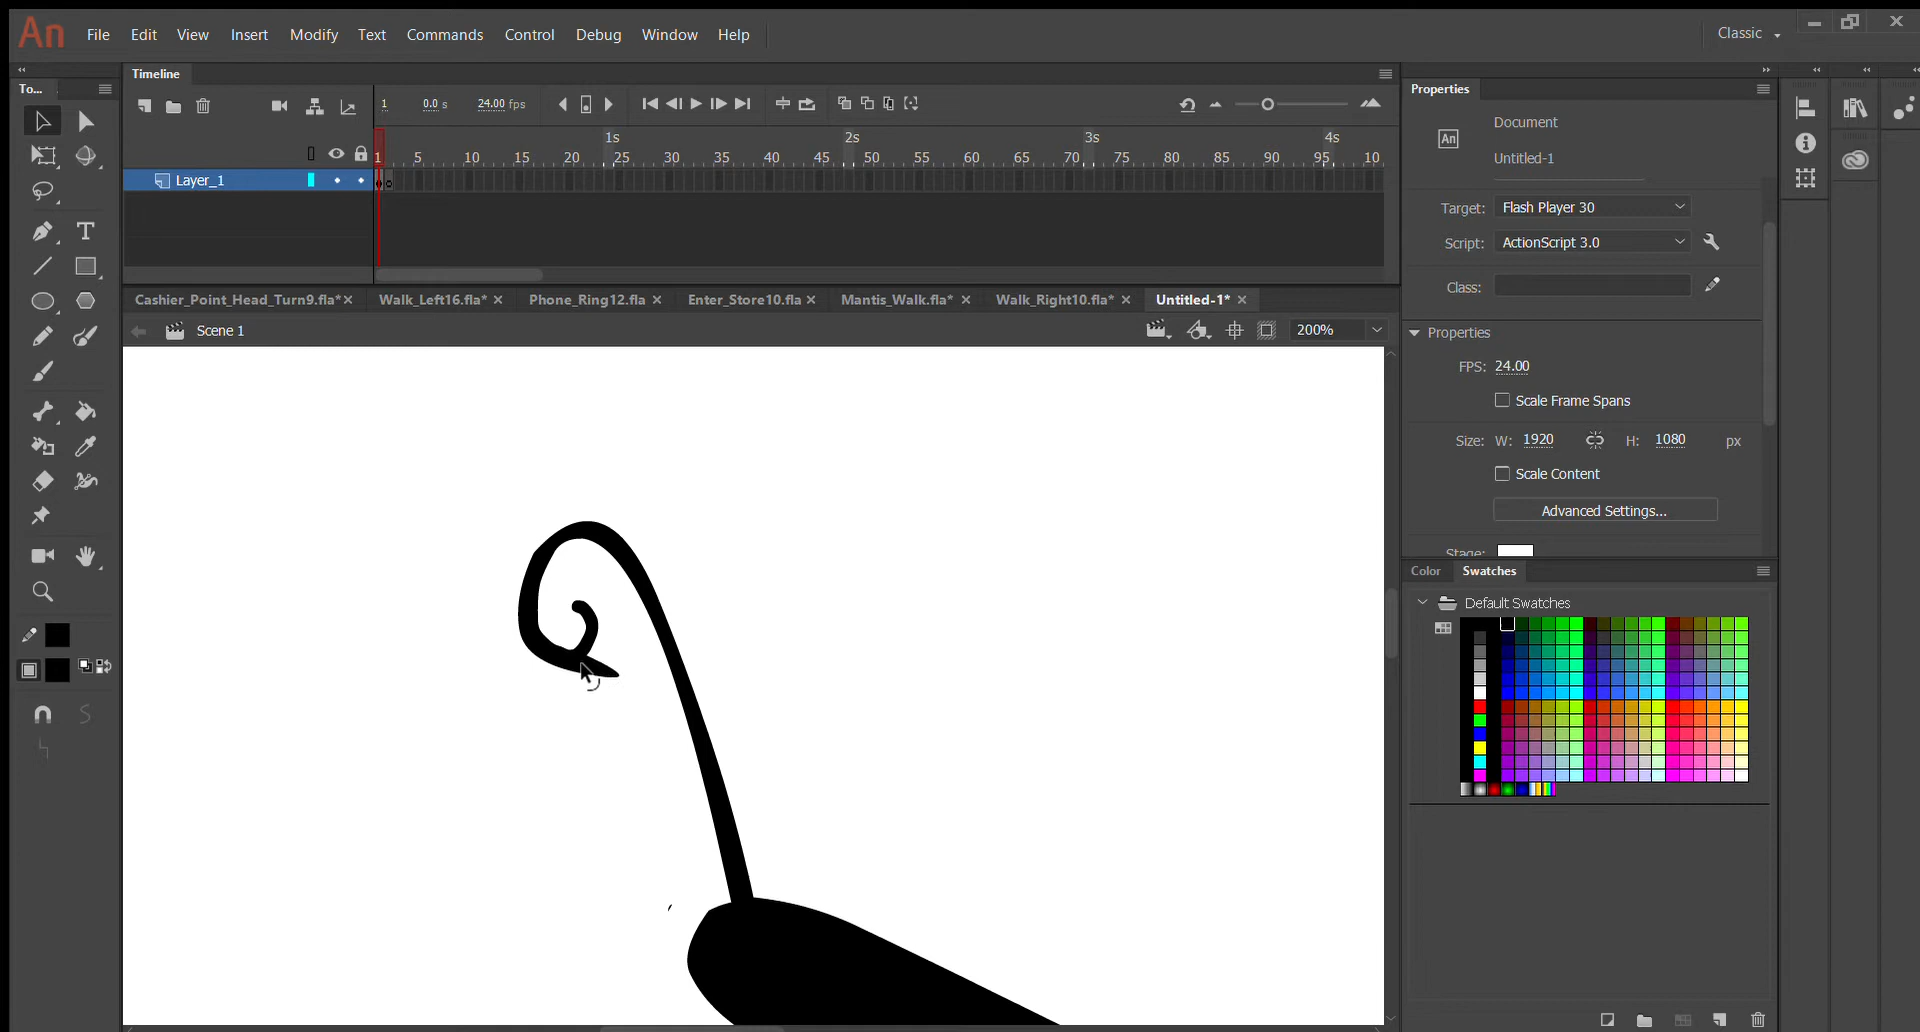 An File Edit View Insert Modify Text Commands Control Debug Window Help Classic
To... Timeline Properties
1 0.0 s 24.00 fps
Document
Untitled-1
1s 2s 3s 4s
1 5 10 15 20 25 30 35 40 45 50 55 60 65 70 75 80 85 90 95 10
Layer_1
Target: Flash Player 30
Script: ActionScript 3.0
Class:
Cashier_Point_Head_Turn9.fla* Walk_Left16.fla* Phone_Ring12.fla Enter_Store10.fla Mantis_Walk.fla* Walk_Right10.fla* Untitled-1*
Scene 1 200%
Properties
FPS: 24.00
Scale Frame Spans
Size: W: 1920 H: 1080 px
Scale Content
Advanced Settings...
Stage:
Color Swatches
Default Swatches